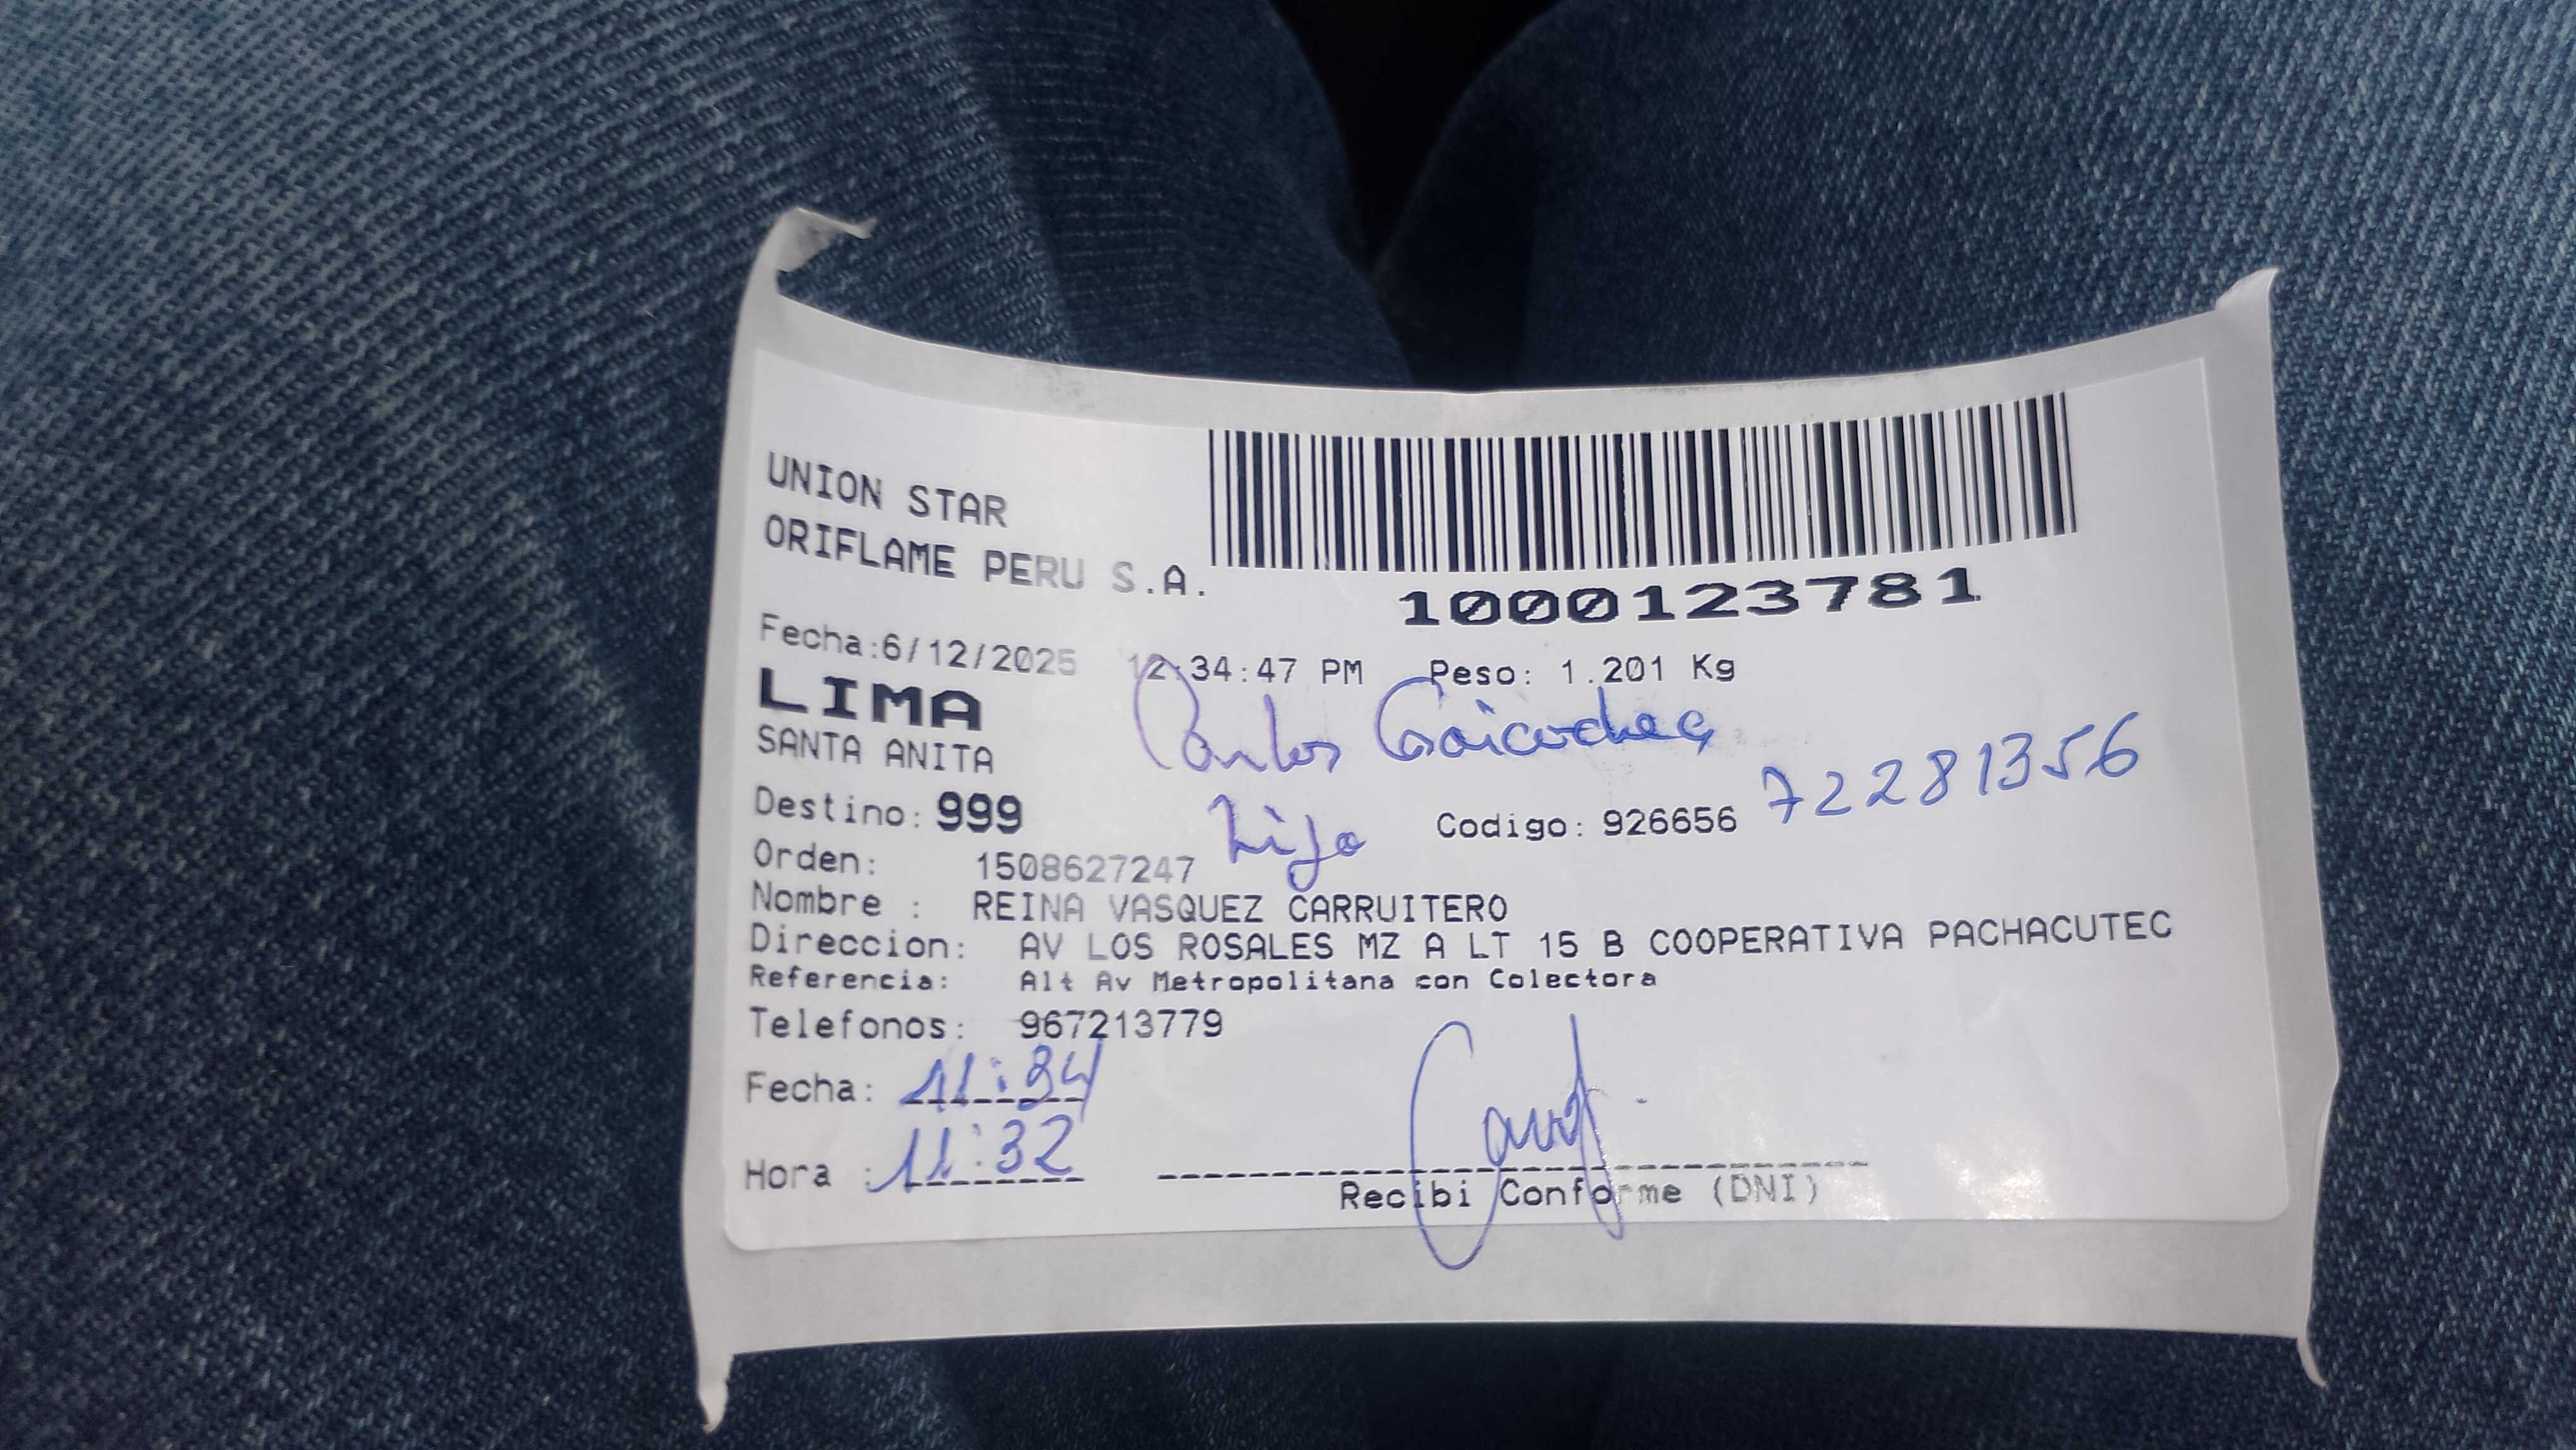 UNION STAR
ORIFLAME PERU S.A.
1000123781
Fecha:6/12/2025 12:34:47 PM Peso: 1.201 Kg
LIMA
Carlos Goicochea
SANTA ANITA
72281356
Destino: 999
hijo
Codigo: 926656
Orden: 1508627247
Nombre : REINA VASQUEZ CARRUITERO
Direccion: AV LOS ROSALES MZ A LT 15 B COOPERATIVA PACHACUTEC
Referencia: Alt Av Metropolitana con Colectora
Telefonos: 967213779
Fecha:
Hora : 11:32
Recibi Conforme (DNI)